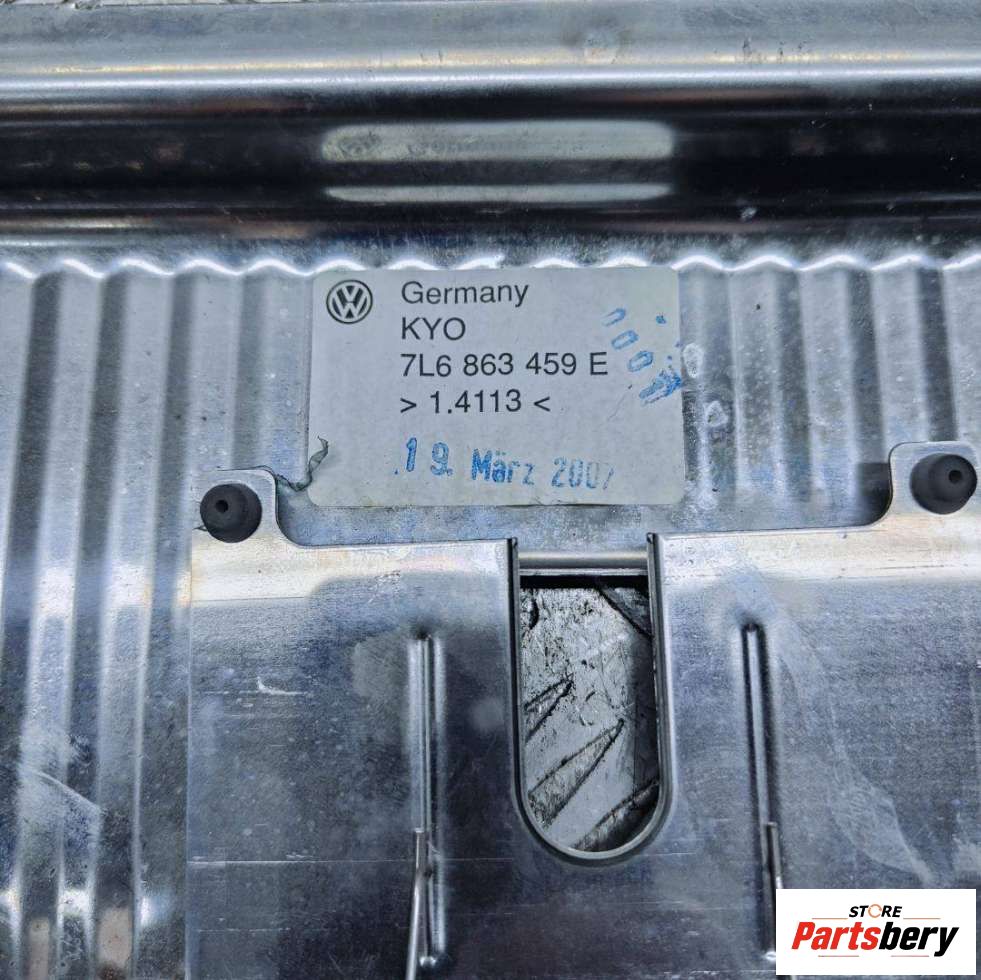 Germany
KYO
7L6 863 459 E
> 1.4113 <
19. März 2007
STORE
Partsbery